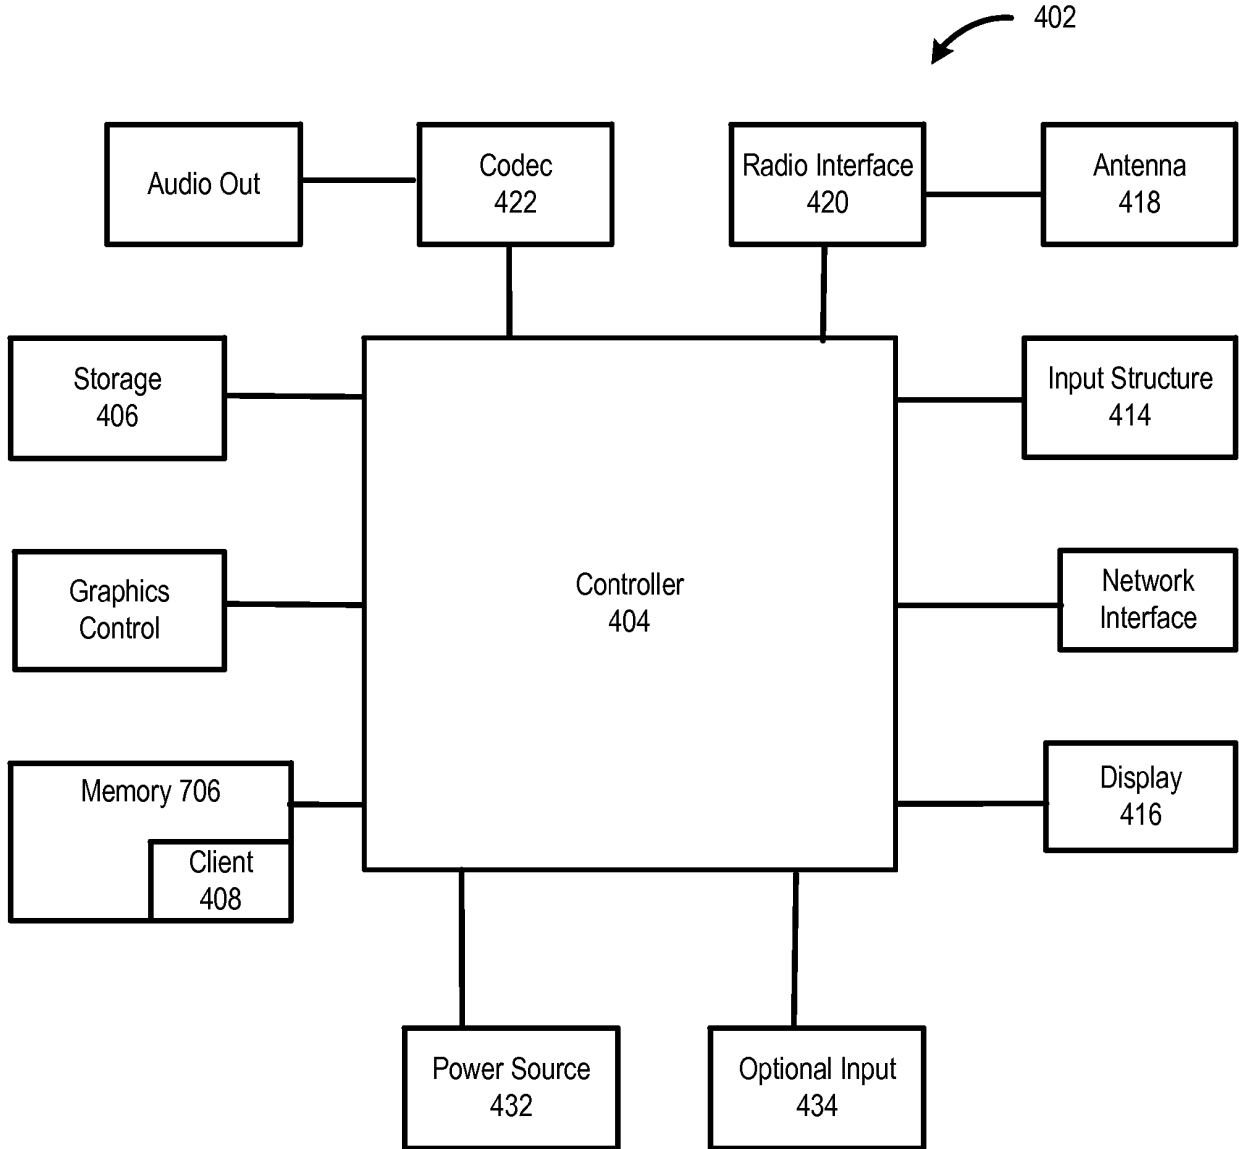 402
Audio Out
Codec
422
Radio Interface
420
Antenna
418
Storage
406
Input Structure
414
Graphics
Control
Controller
404
Network
Interface
Memory 706
Client
408
Display
416
Power Source
432
Optional Input
434